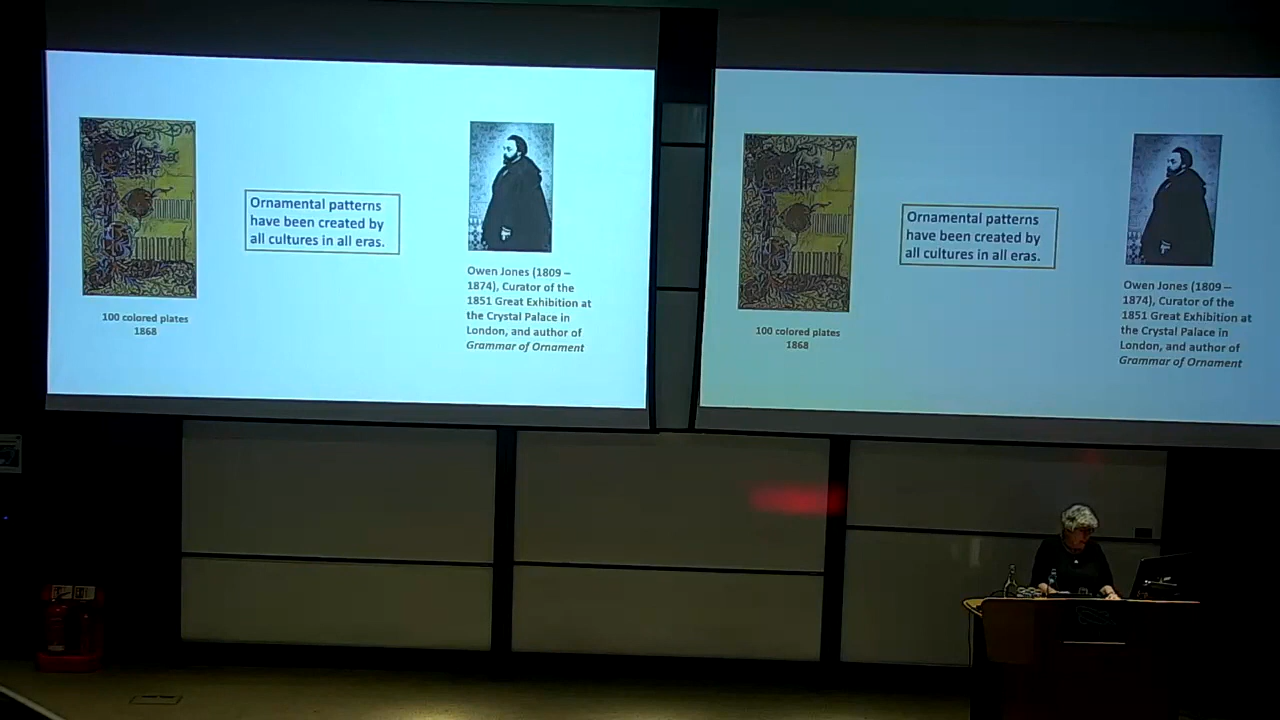 Ornamental patterns
have been created by
all cultures in all eras.
100 colored plates
1868
Owen Jones (1809 –
1874), Curator of the
1851 Great Exhibition at
the Crystal Palace in
London, and author of
Grammar of Ornament
Ornamental patterns
have been created by
all cultures in all eras.
100 colored plates
1868
Owen Jones (1809 –
1874), Curator of the
1851 Great Exhibition at
the Crystal Palace in
London, and author of
Grammar of Ornament